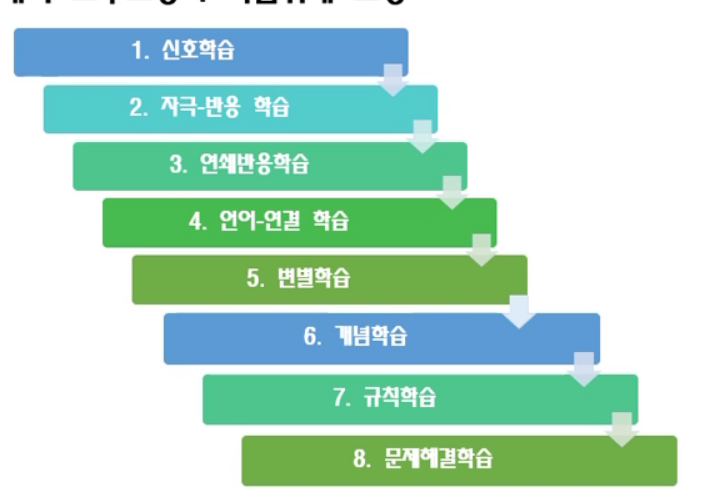 1. 신호학습
2. 자극-반응 학습
3. 연쇄반응학습
4. 언어-연결 학습
5. 변별학습
6. 개념학습
7. 규칙학습
8. 문제해결학습